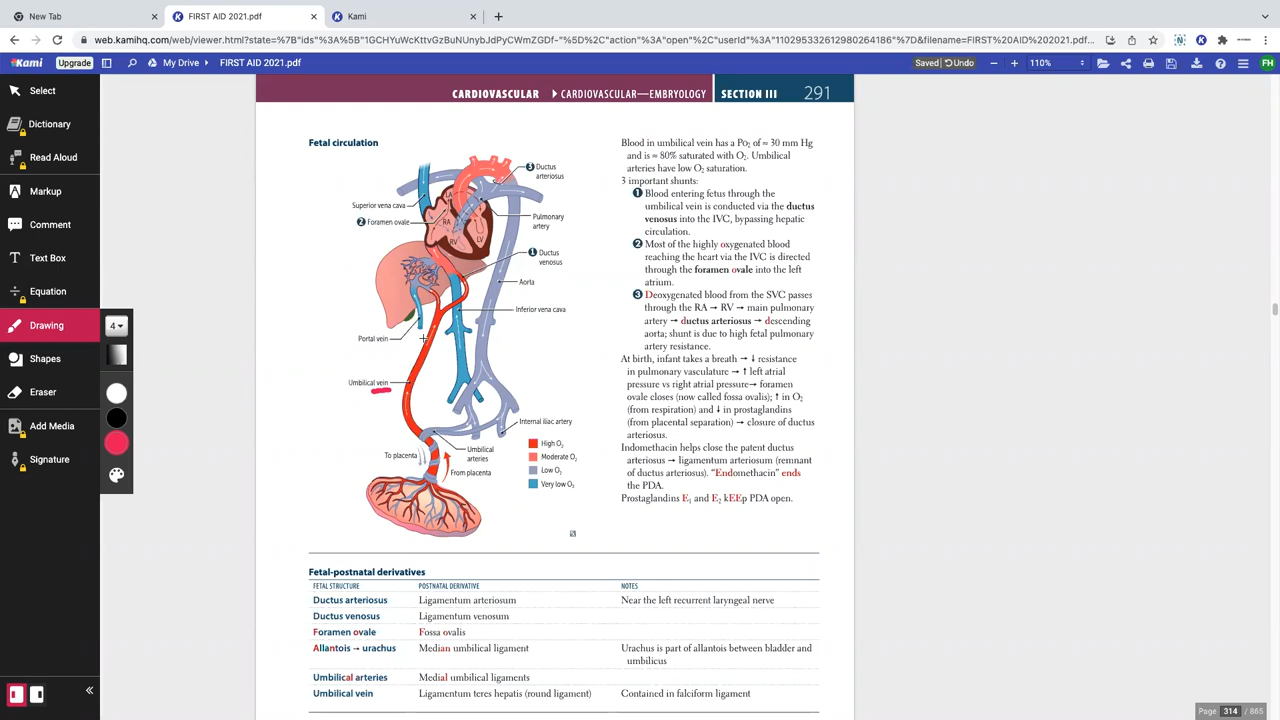 New Tab
FIRST AID 2021.pdf
Kami
web.kamihq.com/web/viewer.html?state=%7B"ids"%3A%5B"1GCHYuWcKttvGzBuNUnybJdPyCWmZGDf-"%5D%2C"action"%3A"open"%2C"userId"%3A"110295332612980264186"%7D&filename=FIRST%20AID%202021.pdf...
Kami
Upgrade
My Drive
FIRST AID 2021.pdf
Saved
Undo
110%
FH
Select
Dictionary
Read Aloud
Markup
Comment
Text Box
Equation
Drawing
Shapes
Eraser
Add Media
Signature
4
CARDIOVASCULAR ▶ CARDIOVASCULAR—EMBRYOLOGY SECTION III 291
Fetal circulation
3 Ductus
arteriosus
Superior vena cava
2 Foramen ovale
RA
RV
LV
Pulmonary
artery
1 Ductus
venosus
Aorta
Inferior vena cava
Portal vein
Umbilical vein
Internal iliac artery
Umbilical
arteries
To placenta
From placenta
High O₂
Moderate O₂
Low O₂
Very low O₂
Blood in umbilical vein has a Po₂ of ≈ 30 mm Hg
and is ≈ 80% saturated with O₂. Umbilical
arteries have low O₂ saturation.
3 important shunts:
1 Blood entering fetus through the
umbilical vein is conducted via the ductus
venosus into the IVC, bypassing hepatic
circulation.
2 Most of the highly oxygenated blood
reaching the heart via the IVC is directed
through the foramen ovale into the left
atrium.
3 Deoxygenated blood from the SVC passes
through the RA → RV → main pulmonary
artery → ductus arteriosus → descending
aorta; shunt is due to high fetal pulmonary
artery resistance.
At birth, infant takes a breath → ↓ resistance
in pulmonary vasculature → ↑ left atrial
pressure vs right atrial pressure→ foramen
ovale closes (now called fossa ovalis); ↑ in O₂
(from respiration) and ↓ in prostaglandins
(from placental separation) → closure of ductus
arteriosus.
Indomethacin helps close the patent ductus
arteriosus → ligamentum arteriosum (remnant
of ductus arteriosus). "Endomethacin" ends
the PDA.
Prostaglandins E₁ and E₂ kEEp PDA open.
Fetal-postnatal derivatives
FETAL STRUCTURE POSTNATAL DERIVATIVE NOTES
Ductus arteriosus Ligamentum arteriosum Near the left recurrent laryngeal nerve
Ductus venosus Ligamentum venosum
Foramen ovale Fossa ovalis
Allantois → urachus Median umbilical ligament Urachus is part of allantois between bladder and
umbilicus
Umbilical arteries Medial umbilical ligaments
Umbilical vein Ligamentum teres hepatis (round ligament) Contained in falciform ligament
Page 314 / 865